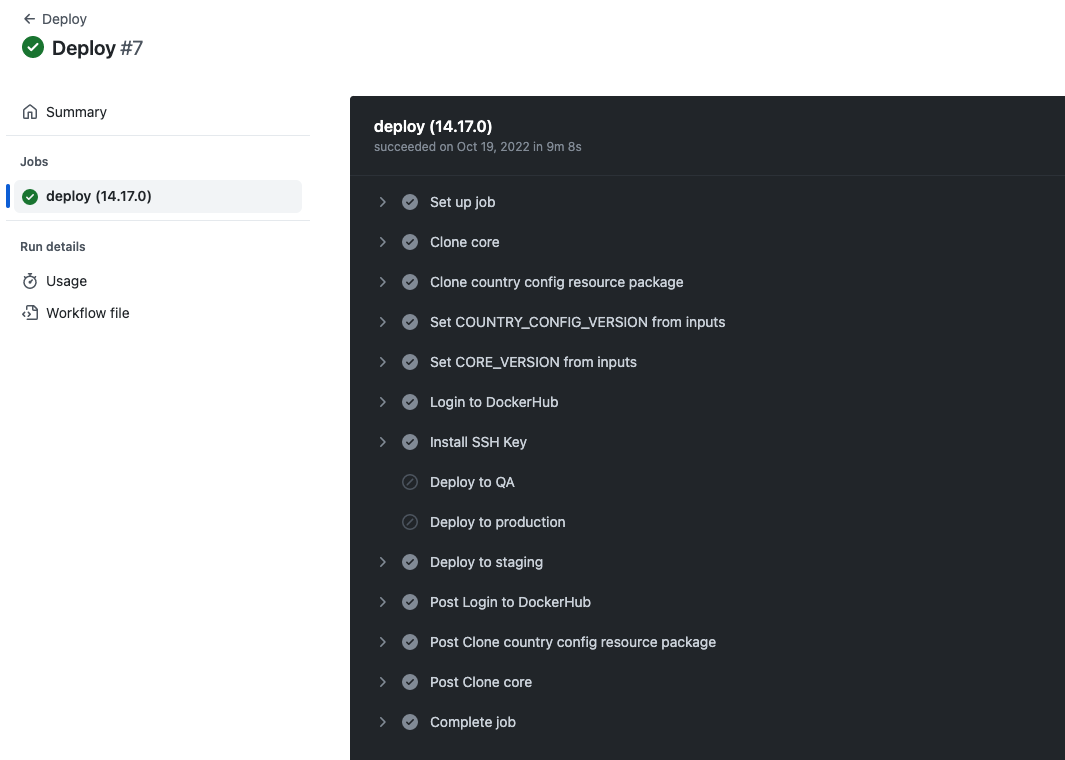 Deploy
Deploy #7
Summary
Jobs
deploy (14.17.0)
Run details
Usage
Workflow file
deploy (14.17.0)
succeeded on Oct 19, 2022 in 9m 8s
Set up job
Clone core
Clone country config resource package
Set COUNTRY_CONFIG_VERSION from inputs
Set CORE_VERSION from inputs
Login to DockerHub
Install SSH Key
Deploy to QA
Deploy to production
Deploy to staging
Post Login to DockerHub
Post Clone country config resource package
Post Clone core
Complete job